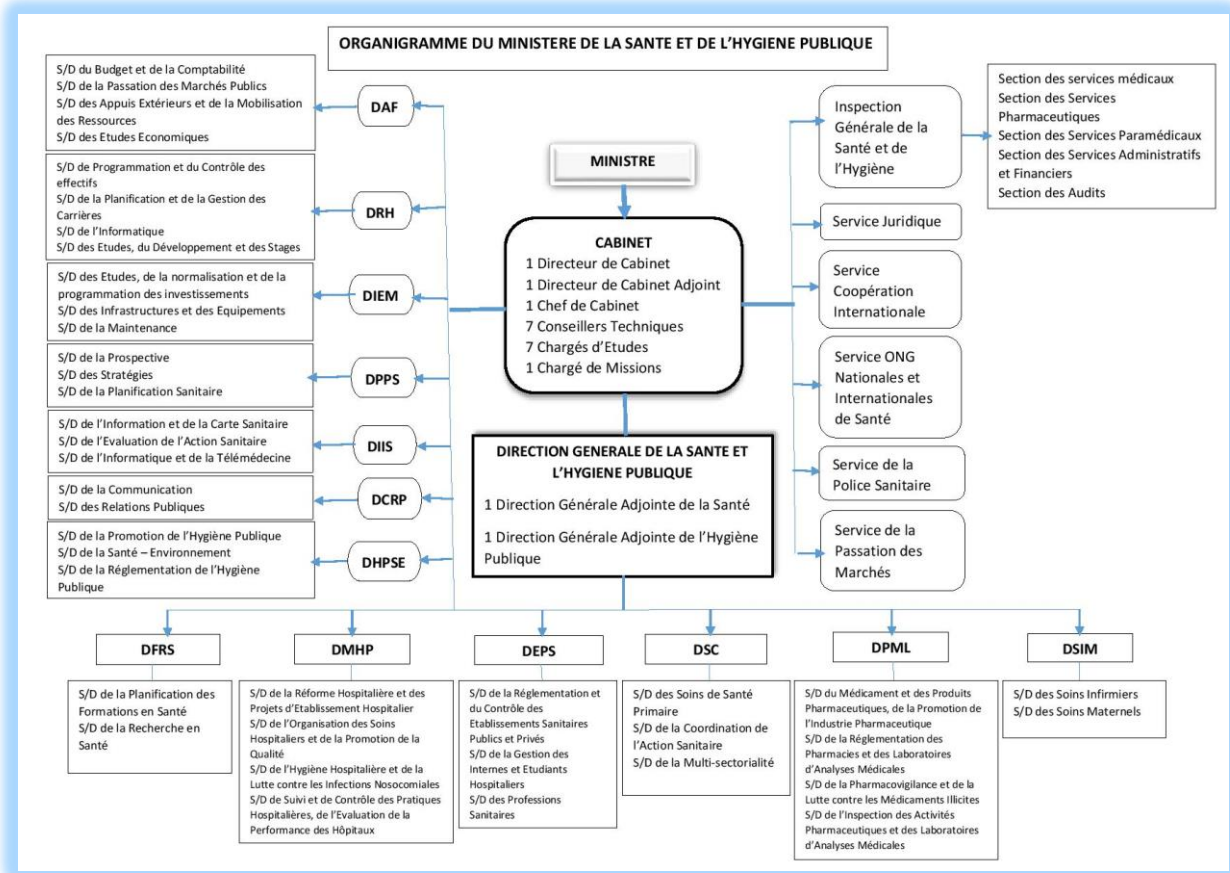 ORGANIGRAMME DU MINISTERE DE LA SANTE ET DE L’HYGIENE PUBLIQUE
S/D du Budget et de la Comptabilité
S/D de la Passation des Marchés Publics
S/D des Appuis Extérieurs et de la Mobilisation
des Ressources
S/D des Etudes Economiques
DAF
S/D de Programmation et du Contrôle des
effectifs
S/D de la Planification et de la Gestion des
Carrières
S/D de l’Informatique
S/D des Etudes, du Développement et des Stages
DRH
S/D des Etudes, de la normalisation et de la
programmation des investissements
S/D des Infrastructures et des Equipements
S/D de la Maintenance
DIEM
S/D de la Prospective
S/D des Stratégies
S/D de la Planification Sanitaire
DPPS
S/D de l’Information et de la Carte Sanitaire
S/D de l’Evaluation de l’Action Sanitaire
S/D de l’Informatique et de la Télémédecine
DIIS
S/D de la Communication
S/D des Relations Publiques
DCRP
S/D de la Promotion de l’Hygiène Publique
S/D de la Santé – Environnement
S/D de la Réglementation de l’Hygiène
Publique
DHPSE
MINISTRE
CABINET
1 Directeur de Cabinet
1 Directeur de Cabinet Adjoint
1 Chef de Cabinet
7 Conseillers Techniques
7 Chargés d’Etudes
1 Chargé de Missions
DIRECTION GENERALE DE LA SANTE ET
L’HYGIENE PUBLIQUE
1 Direction Générale Adjointe de la Santé
1 Direction Générale Adjointe de l’Hygiène
Publique
Inspection
Générale de la
Santé et de
l’Hygiène
Section des services médicaux
Section des Services
Pharmaceutiques
Section des Services Paramédicaux
Section des Services Administratifs
et Financiers
Section des Audits
Service Juridique
Service
Coopération
Internationale
Service ONG
Nationales et
Internationales
de Santé
Service de la
Police Sanitaire
Service de la
Passation des
Marchés
DFRS
S/D de la Planification des
Formations en Santé
S/D de la Recherche en
Santé
DMHP
S/D de la Réforme Hospitalière et des
Projets d’Etablissement Hospitalier
S/D de l’Organisation des Soins
Hospitaliers et de la Promotion de la
Qualité
S/D de l’Hygiène Hospitalière et de la
Lutte contre les Infections Nosocomiales
S/D de Suivi et de Contrôle des Pratiques
Hospitalières, de l’Evaluation de la
Performance des Hôpitaux
DEPS
S/D de la Réglementation et
du Contrôle des
Etablissements Sanitaires
Publics et Privés
S/D de la Gestion des
Internes et Etudiants
Hospitaliers
S/D des Professions
Sanitaires
DSC
S/D des Soins de Santé
Primaire
S/D de la Coordination de
l’Action Sanitaire
S/D de la Multi-sectorialité
DPML
S/D du Médicament et des Produits
Pharmaceutiques, de la Promotion de
l’Industrie Pharmaceutique
S/D de la Réglementation des
Pharmacies et des Laboratoires
d’Analyses Médicales
S/D de la Pharmacovigilance et de la
Lutte contre les Médicaments Illicites
S/D de l’Inspection des Activités
Pharmaceutiques et des Laboratoires
d’Analyses Médicales
DSIM
S/D des Soins Infirmiers
S/D des Soins Maternels